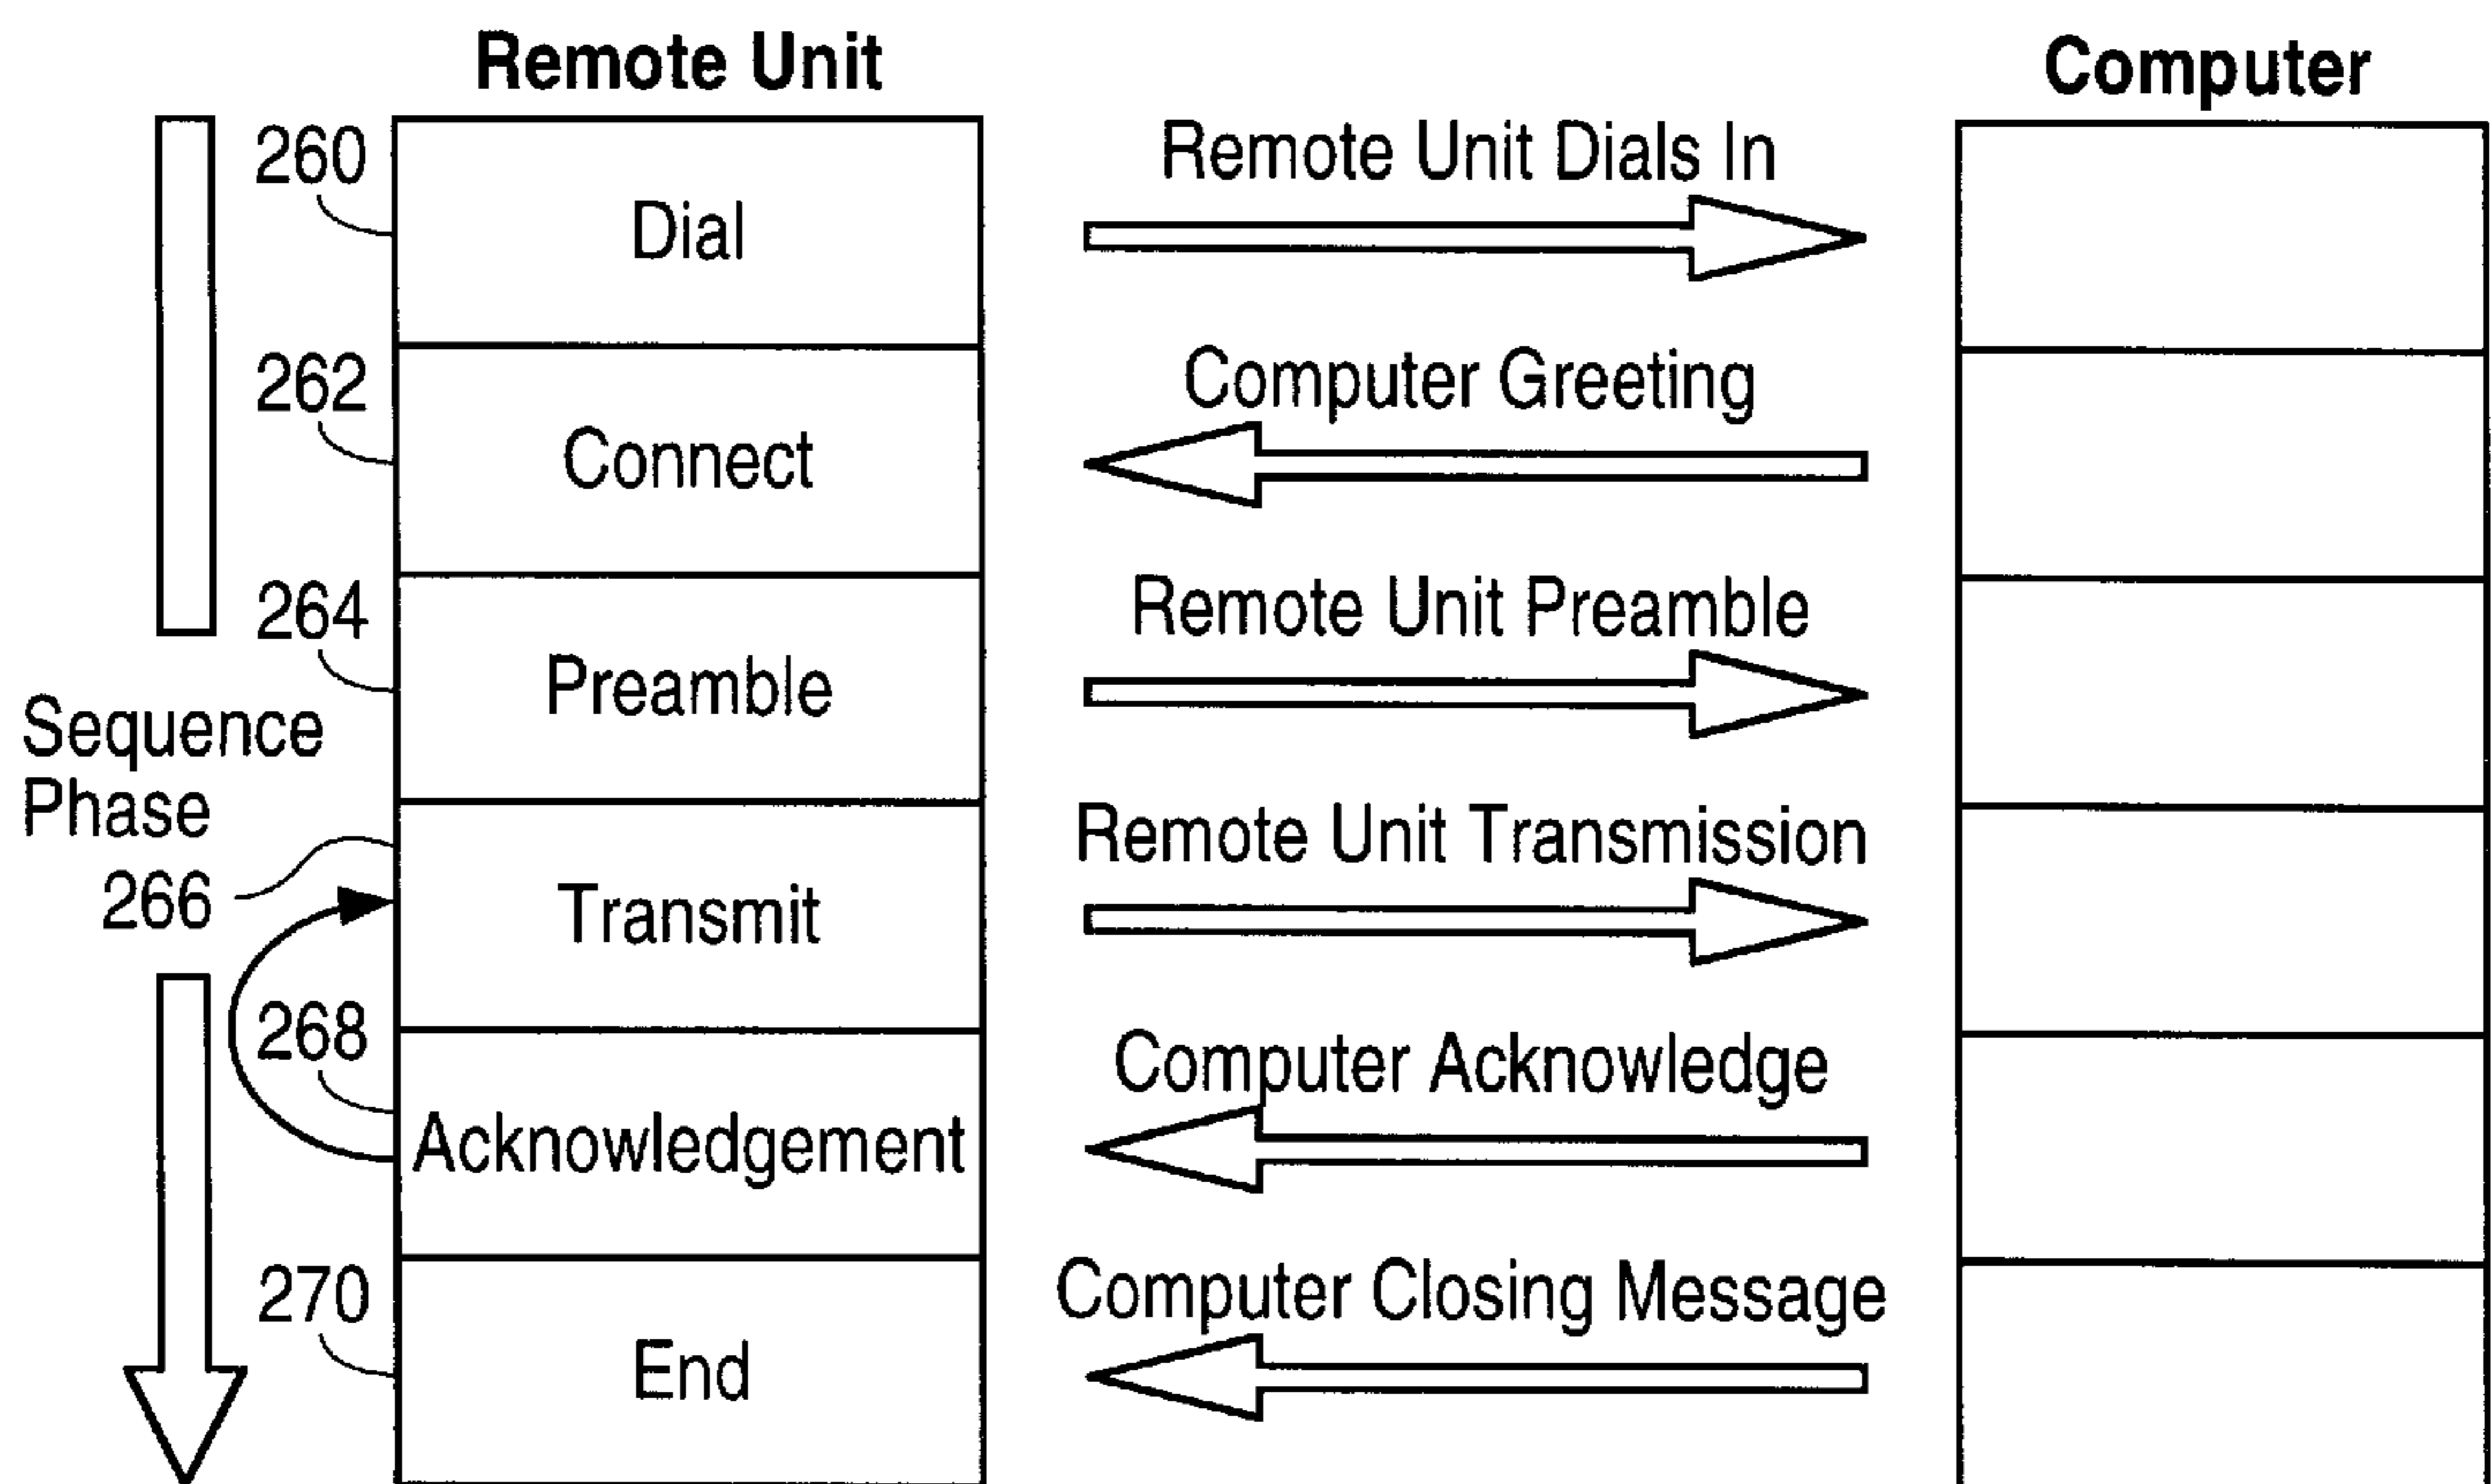 Remote Unit
Computer
260
Dial
Remote Unit Dials In
262
Connect
Computer Greeting
264
Preamble
Remote Unit Preamble
Sequence
Phase
266
Transmit
Remote Unit Transmission
268
Acknowledgement
Computer Acknowledge
270
End
Computer Closing Message